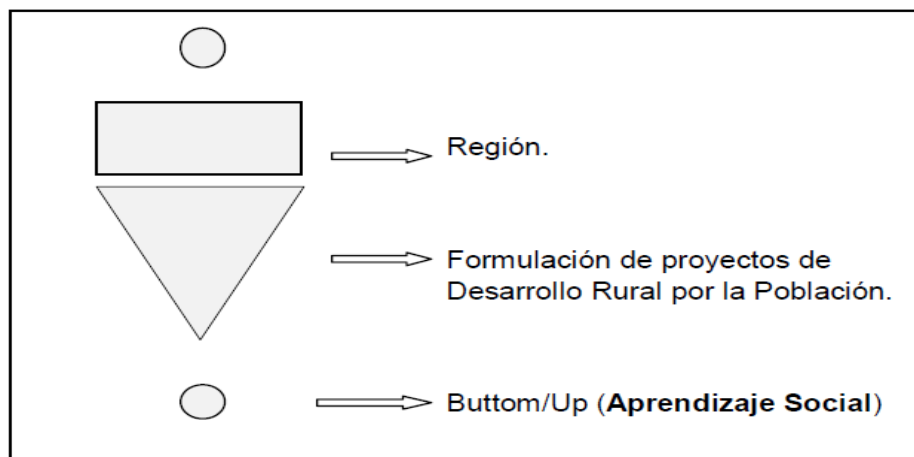 Región.
Formulación de proyectos de
Desarrollo Rural por la Población.
Buttom/Up (Aprendizaje Social)